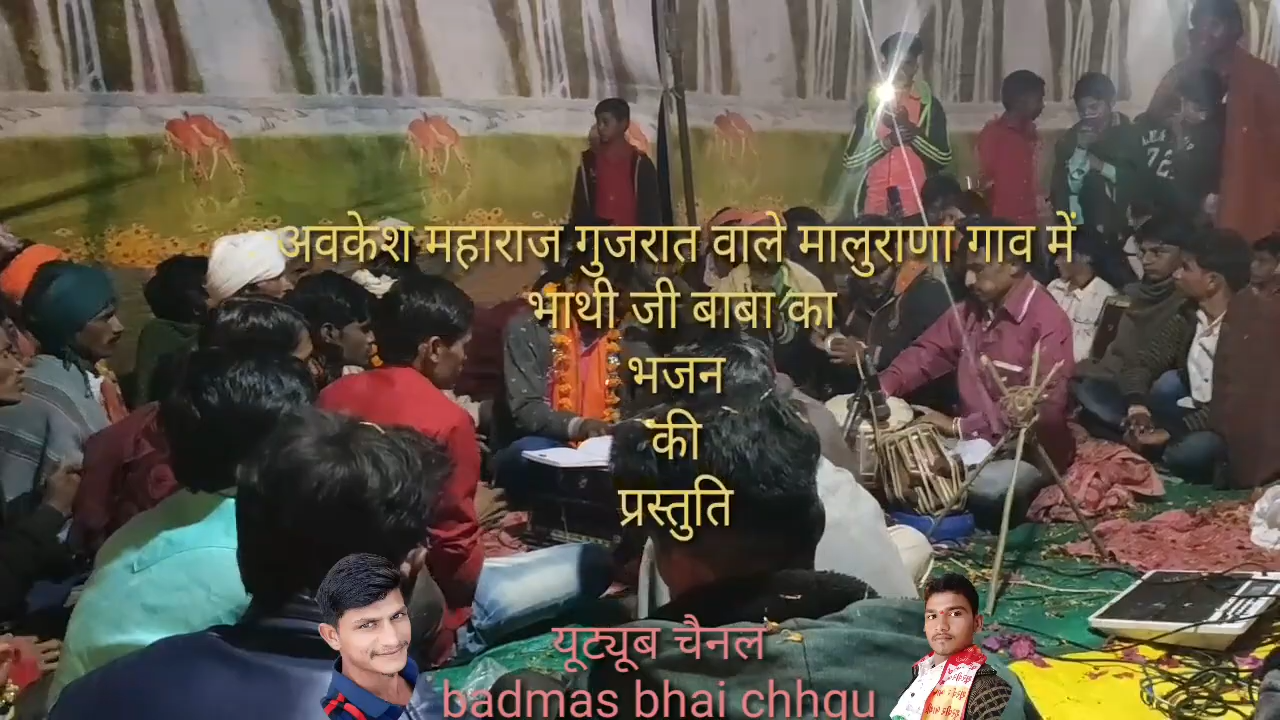 अवकेश महाराज गुजरात वाले मालुराणा गाव में
भाथी जी बाबा का
भजन
की
प्रस्तुति
यूट्यूब चैनल
badmas bhai chhgu